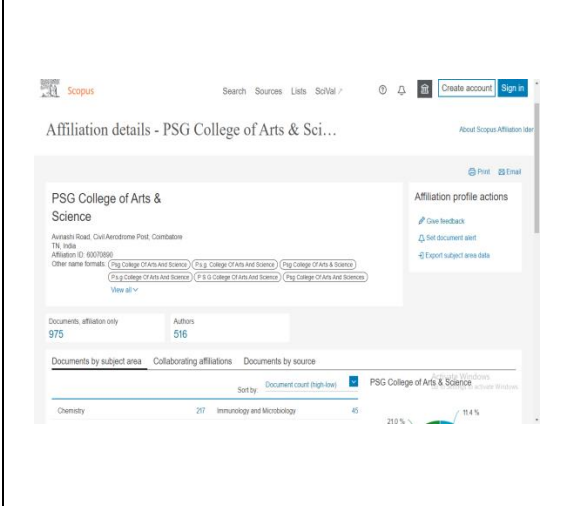 Scopus
Search Sources Lists SciVal
Create account Sign in
Affiliation details - PSG College of Arts & Sci...
About Scopus Affiliation Iden
Print Email
PSG College of Arts &
Science
Avinashi Road, Civil Aerodrome Post, Coimbatore
TN, India
Affiliation ID: 60070890
Other name formats: Psg College Of Arts And Science P.s.g. College Of Arts And Science Psg College Of Arts & Science
P.s.g College Of Arts And Science P S G College Of Arts And Science Psg College Of Arts And Sciences
View all
Affiliation profile actions
Give feedback
Set document alert
Export subject area data
Documents, affiliation only
975
Authors
516
Documents by subject area Collaborating affiliations Documents by source
Sort by: Document count (high-low)
PSG College of Arts & Science
Activate Windows
Chemistry 217 Immunology and Microbiology 45
21.0 % 11.4 %